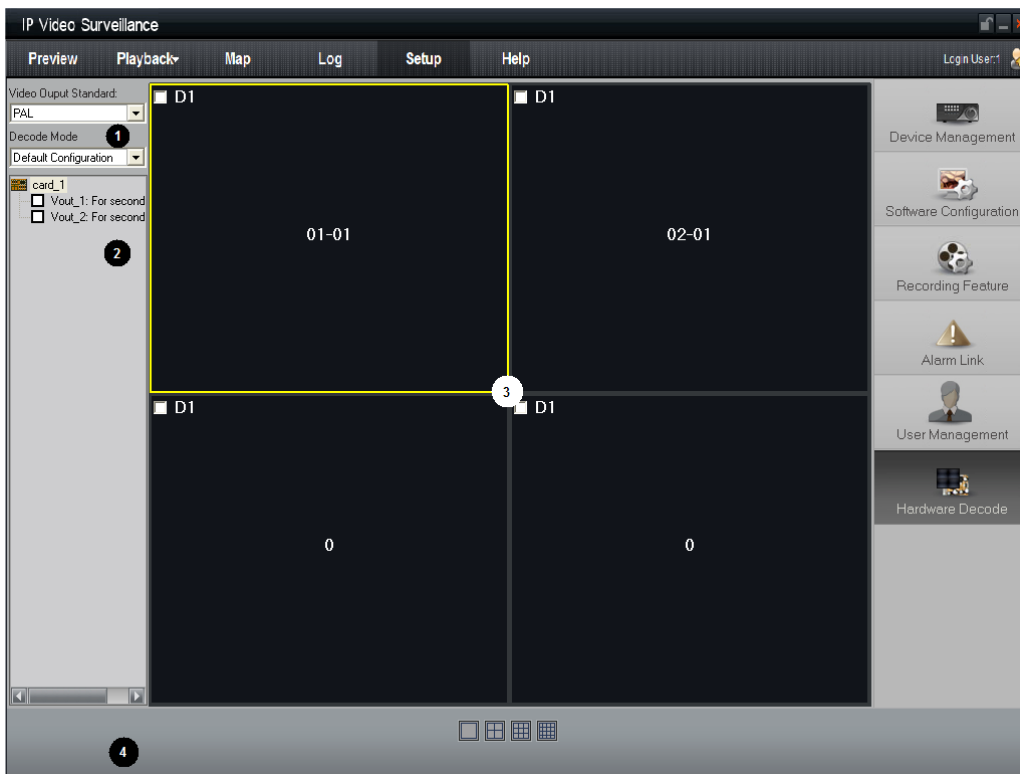 IP Video Surveillance
Preview Playback Map Log Setup Help Login User:1
Video Ouput Standard:
PAL
Decode Mode
1
Default Configuration
card_1
Vout_1: For second
Vout_2: For second
2
D1
01-01
D1
02-01
3
D1
0
D1
0
Device Management
Software Configuration
Recording Feature
Alarm Link
User Management
Hardware Decode
4